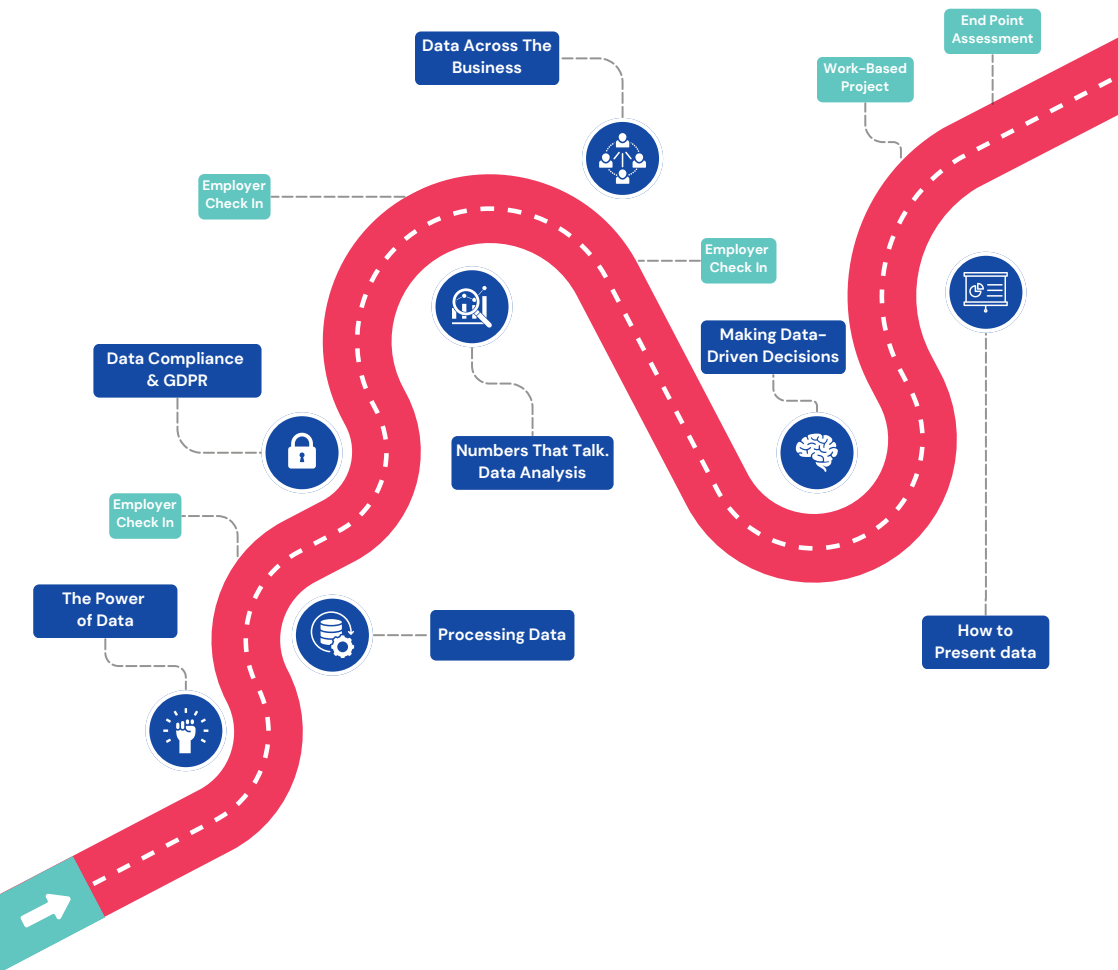 End Point
Assessment
Data Across The
Business
Work-Based
Project
Employer
Check In
Employer
Check In
Making Data-
Driven Decisions
Data Compliance
& GDPR
Numbers That Talk.
Data Analysis
Employer
Check In
The Power
of Data
Processing Data
How to
Present data